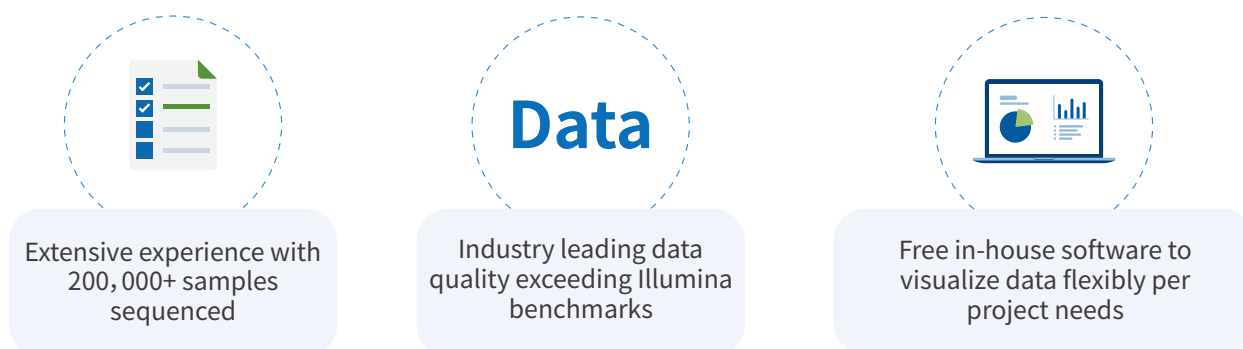 Data
Extensive experience with
200, 000+ samples
sequenced
Industry leading data
quality exceeding Illumina
benchmarks
Free in-house software to
visualize data flexibly per
project needs